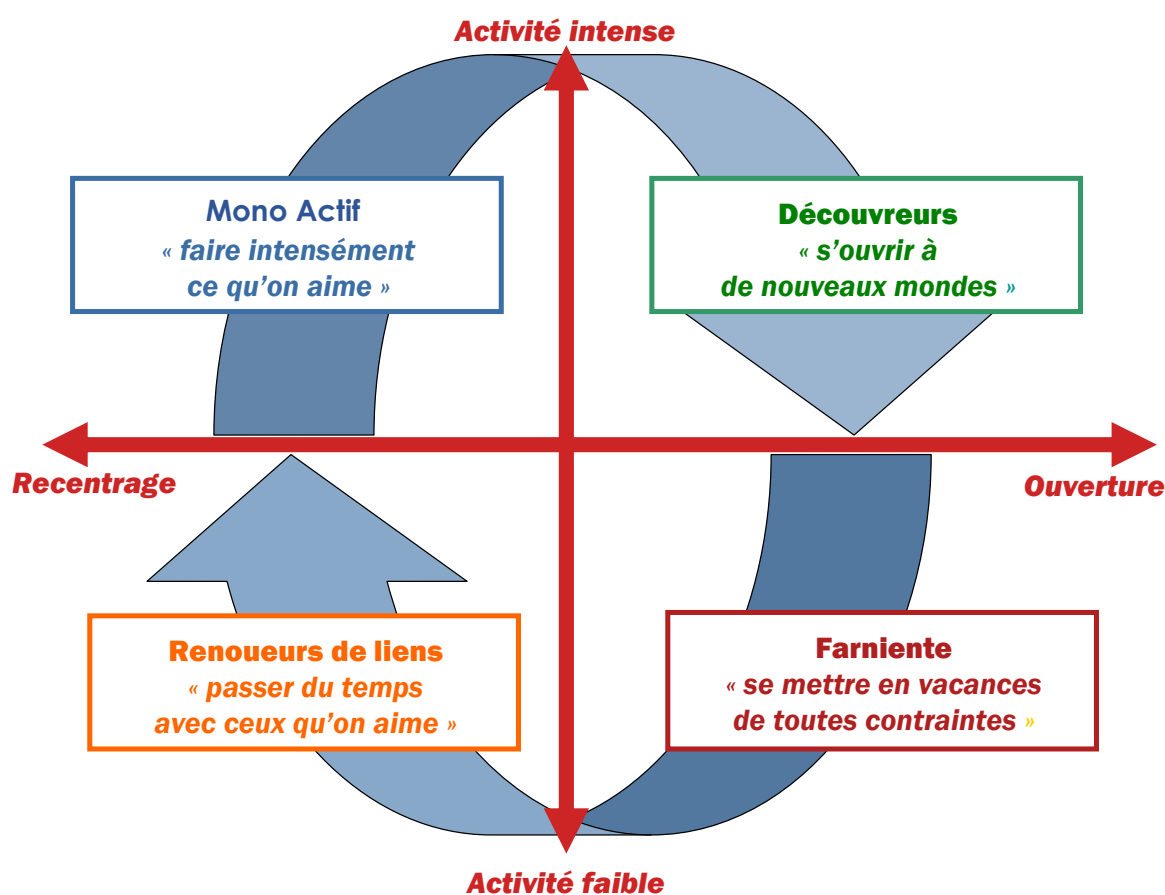 Activité intense
Mono Actif
« faire intensément
ce qu'on aime »
Découvreurs
« s'ouvrir à
de nouveaux mondes »
Recentrage
Ouverture
Renoueurs de liens
« passer du temps
avec ceux qu'on aime »
Farniente
« se mettre en vacances
de toutes contraintes »
Activité faible